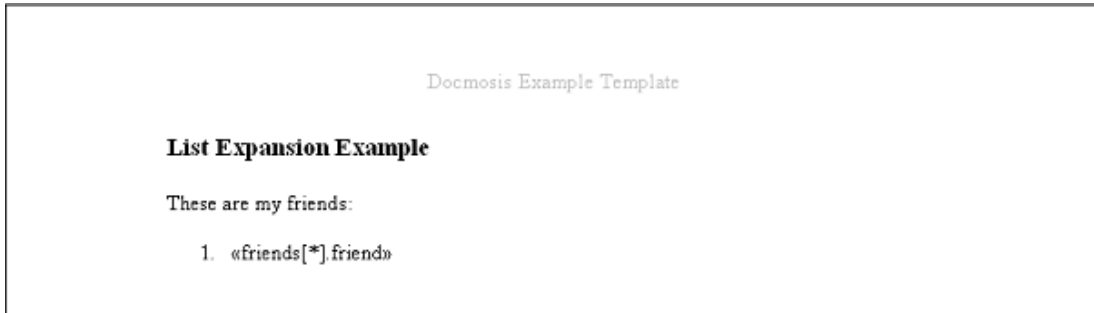 Docmosis Example Template
List Expansion Example
These are my friends:
1. «friends[*].friend»